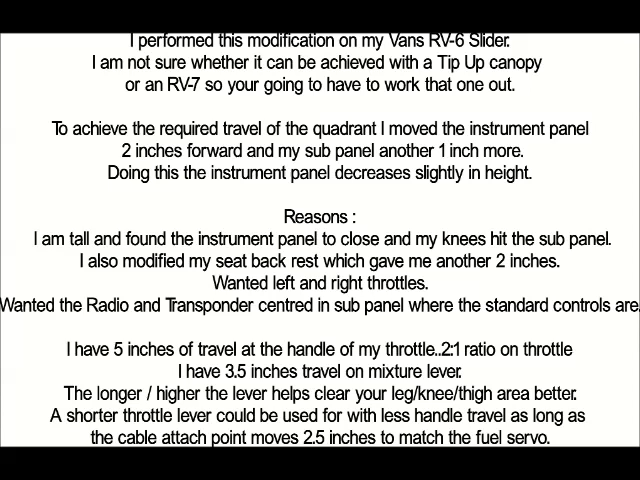 I performed this modification on my Vans RV-6 Slider.
I am not sure whether it can be achieved with a Tip Up canopy
or an RV-7 so your going to have to work that one out.
To achieve the required travel of the quadrant I moved the instrument panel
2 inches forward and my sub panel another 1 inch more.
Doing this the instrument panel decreases slightly in height.
Reasons :
I am tall and found the instrument panel to close and my knees hit the sub panel.
I also modified my seat back rest which gave me another 2 inches.
Wanted left and right throttles.
Wanted the Radio and Transponder centred in sub panel where the standard controls are.
I have 5 inches of travel at the handle of my throttle..2:1 ratio on throttle
I have 3.5 inches travel on mixture lever.
The longer / higher the lever helps clear your leg/knee/thigh area better.
A shorter throttle lever could be used for with less handle travel as long as
the cable attach point moves 2.5 inches to match the fuel servo.